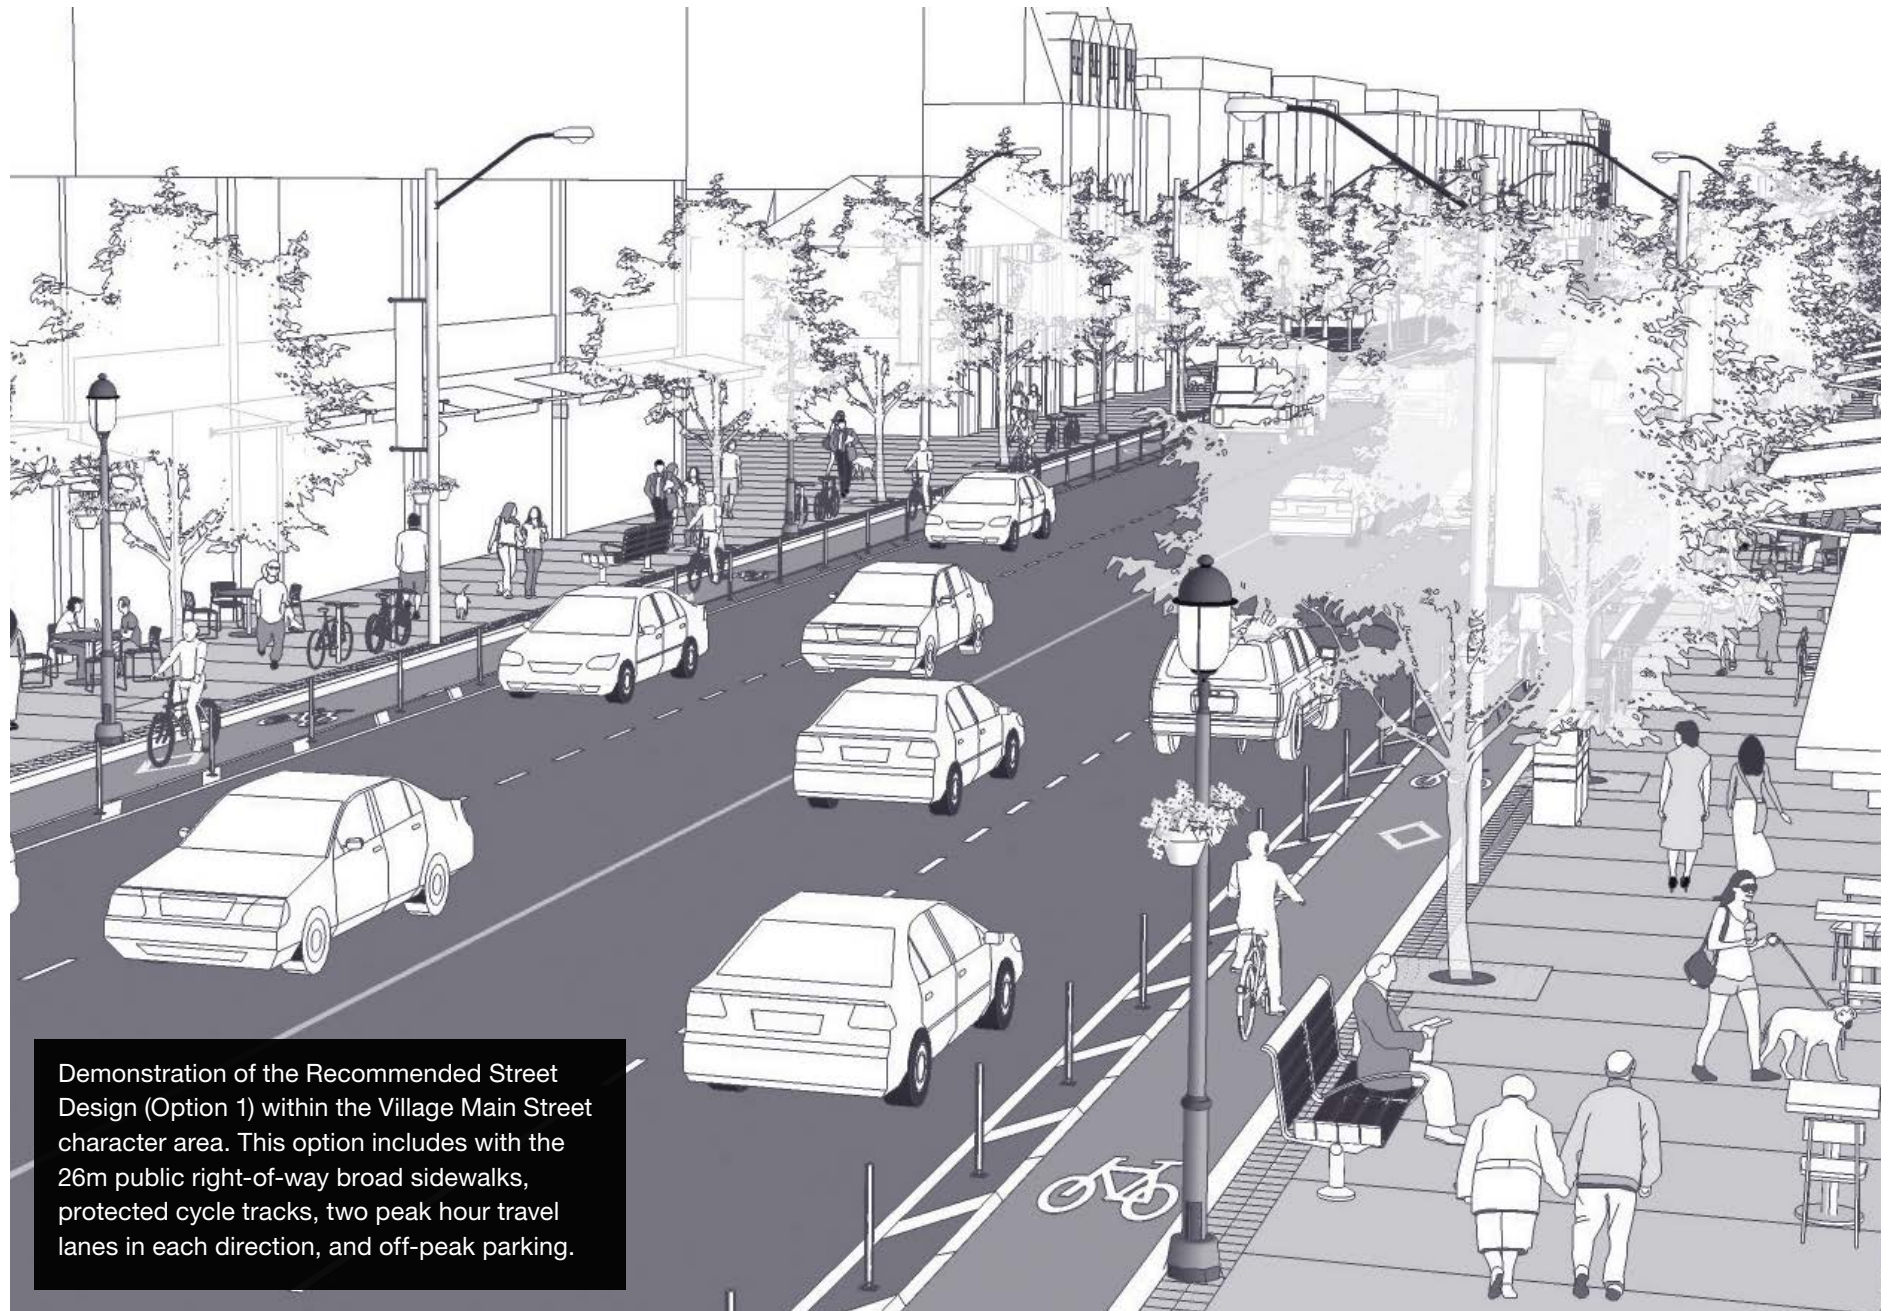 Demonstration of the Recommended Street
Design (Option 1) within the Village Main Street
character area. This option includes with the
26m public right-of-way broad sidewalks,
protected cycle tracks, two peak hour travel
lanes in each direction, and off-peak parking.